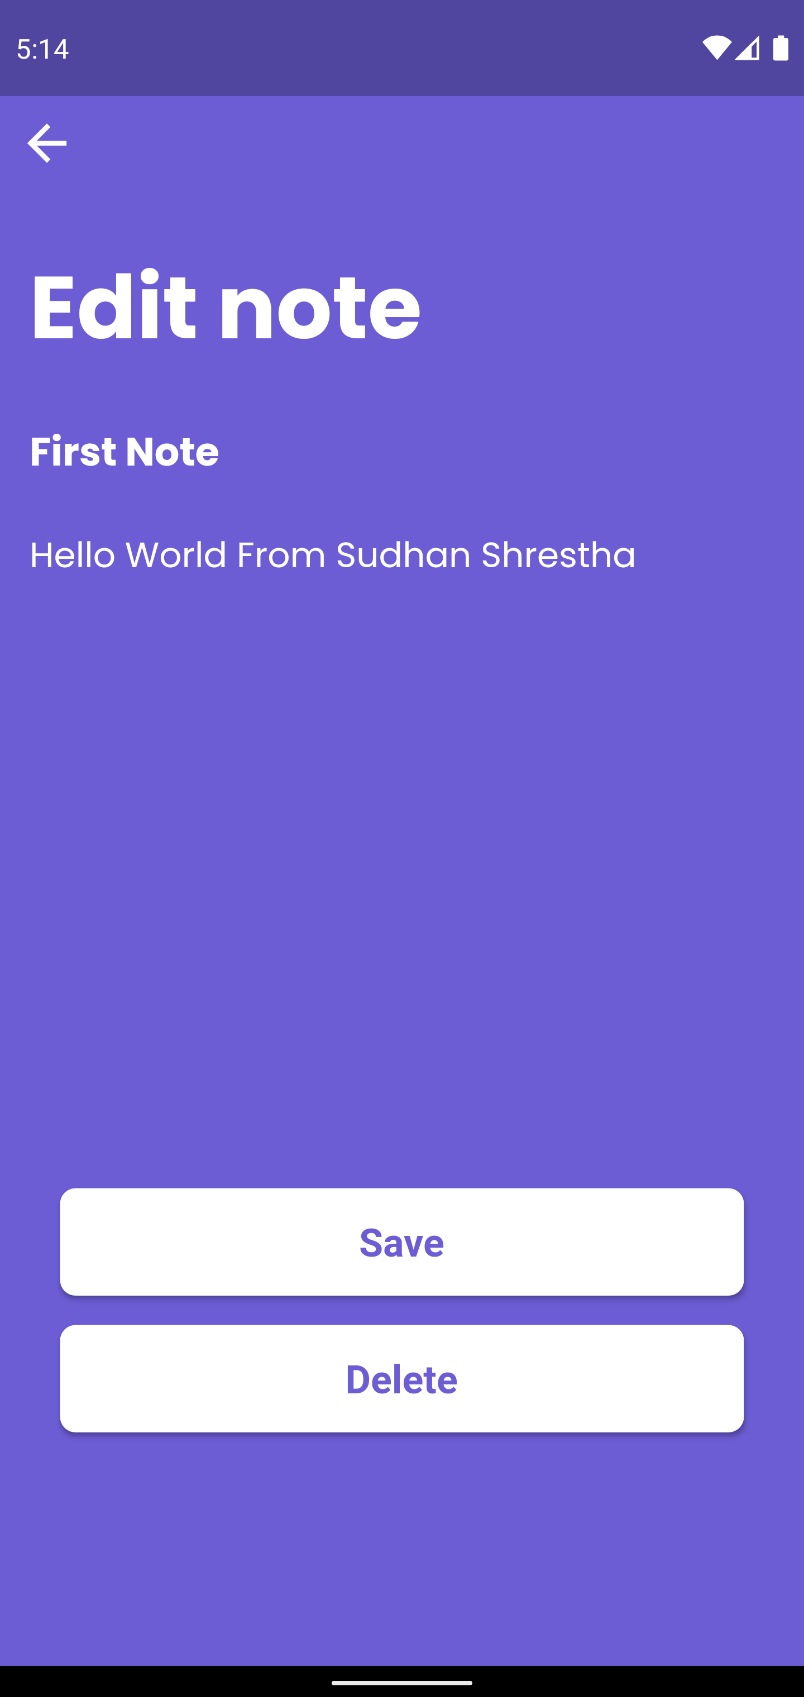 5:14
Edit note
First Note
Hello World From Sudhan Shrestha
Save
Delete